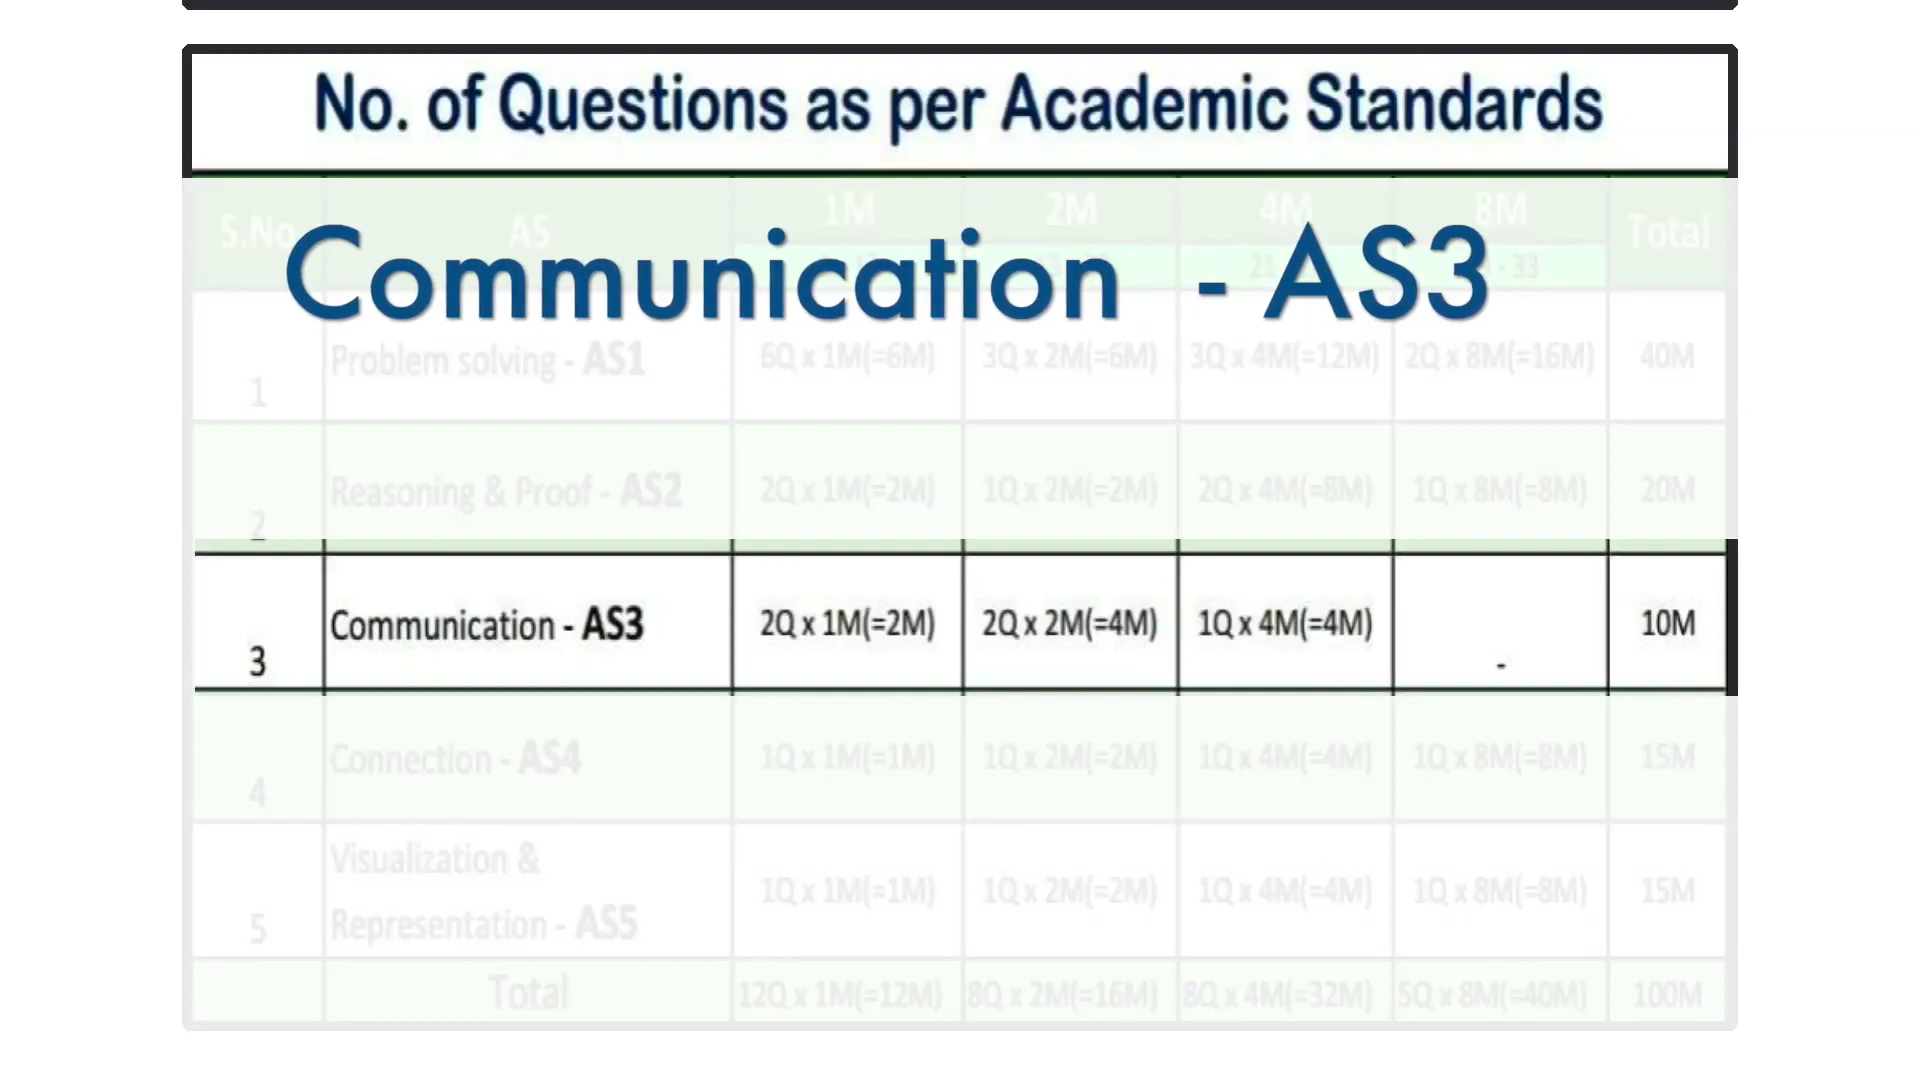 No. of Questions as per Academic Standards
S.No AS 1M 2M 4M 8M Total
Communication - AS3
21 - 33
1 Problem solving - AS1 6Q x 1M(=6M) 3Q x 2M(=6M) 3Q x 4M(=12M) 2Q x 8M(=16M) 40M
2 Reasoning & Proof - AS2 2Q x 1M(=2M) 1Q x 2M(=2M) 2Q x 4M(=8M) 1Q x 8M(=8M) 20M
3 Communication - AS3 2Q x 1M(=2M) 2Q x 2M(=4M) 1Q x 4M(=4M) - 10M
4 Connection - AS4 1Q x 1M(=1M) 1Q x 2M(=2M) 1Q x 4M(=4M) 1Q x 8M(=8M) 15M
5 Visualization &
Representation - AS5 1Q x 1M(=1M) 1Q x 2M(=2M) 1Q x 4M(=4M) 1Q x 8M(=8M) 15M
Total 12Q x 1M(=12M) 8Q x 2M(=16M) 8Q x 4M(=32M) 5Q x 8M(=40M) 100M